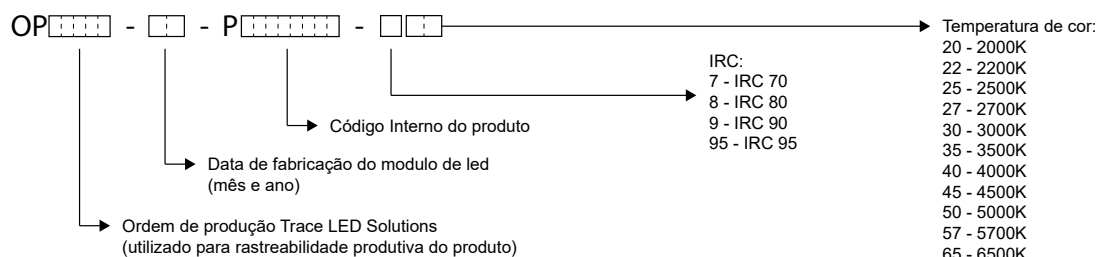 OP - - P -
Temperatura de cor:
20 - 2000K
22 - 2200K
25 - 2500K
27 - 2700K
30 - 3000K
35 - 3500K
40 - 4000K
45 - 4500K
50 - 5000K
57 - 5700K
65 - 6500K
IRC:
7 - IRC 70
8 - IRC 80
9 - IRC 90
95 - IRC 95
Código Interno do produto
Data de fabricação do modulo de led
(mês e ano)
Ordem de produção Trace LED Solutions
(utilizado para rastreabilidade produtiva do produto)